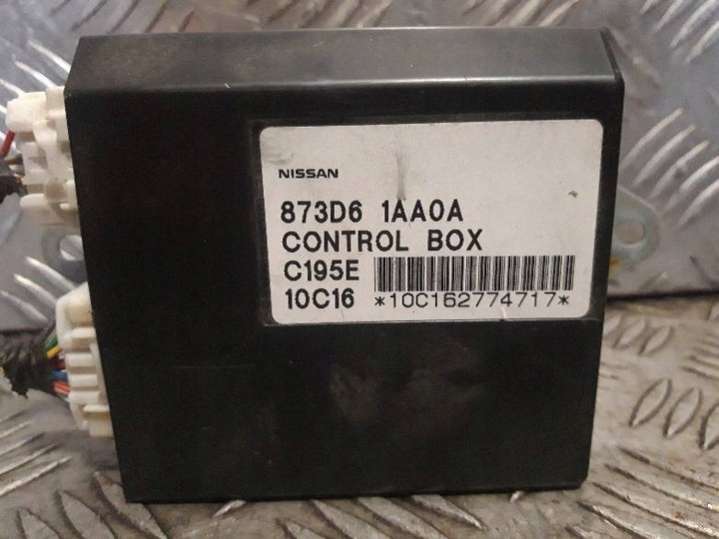 NISSAN
873D6 1AA0A
CONTROL BOX
C195E
10C16 *10C162774717*